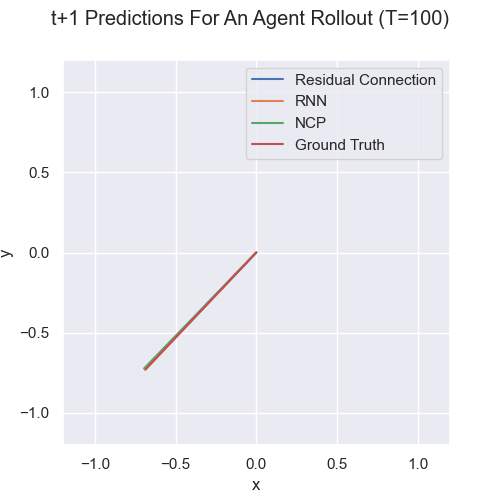 t+1 Predictions For An Agent Rollout (T=100)
Residual Connection
RNN
NCP
Ground Truth
1.0
0.5
0.0
−0.5
−1.0
y
−1.0 −0.5 0.0 0.5 1.0
x